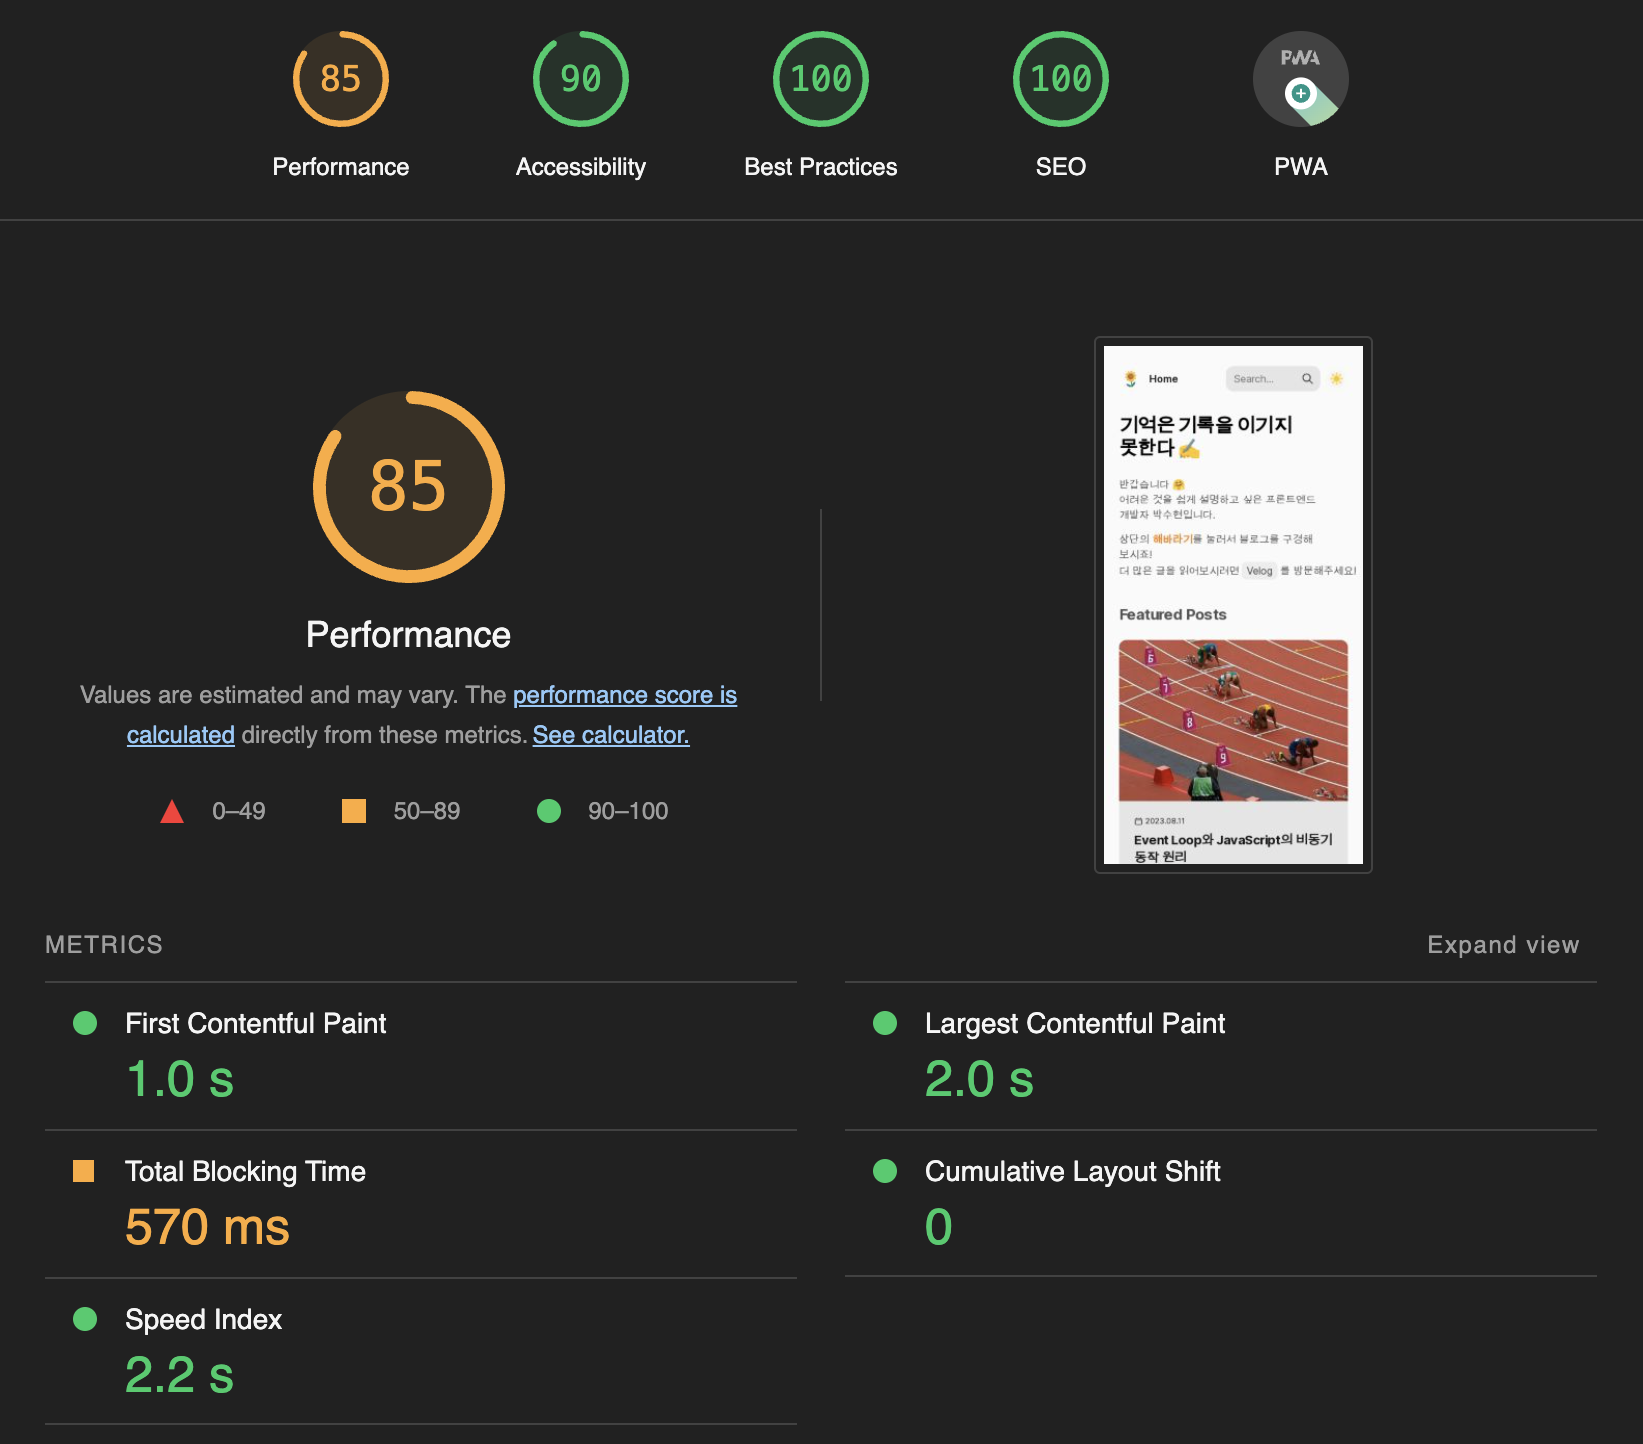 85
90
100
100
PWA
Performance
Accessibility
Best Practices
SEO
PWA
85
Performance
Values are estimated and may vary. The performance score is
calculated directly from these metrics. See calculator.
0–49
50–89
90–100
Home
Search...
기억은 기록을 이기지
못한다
반갑습니다
어려운 것을 쉽게 설명하고 싶은 프론트엔드
개발자 박수현입니다.
상단의 해바라기를 눌러서 블로그를 구경해
보시죠!
더 많은 글을 읽어보시려면 Velog 를 방문해주세요!
Featured Posts
5
7
8
9
2023.08.11
Event Loop와 JavaScript의 비동기
동작 원리
METRICS
Expand view
First Contentful Paint
1.0 s
Largest Contentful Paint
2.0 s
Total Blocking Time
570 ms
Cumulative Layout Shift
0
Speed Index
2.2 s